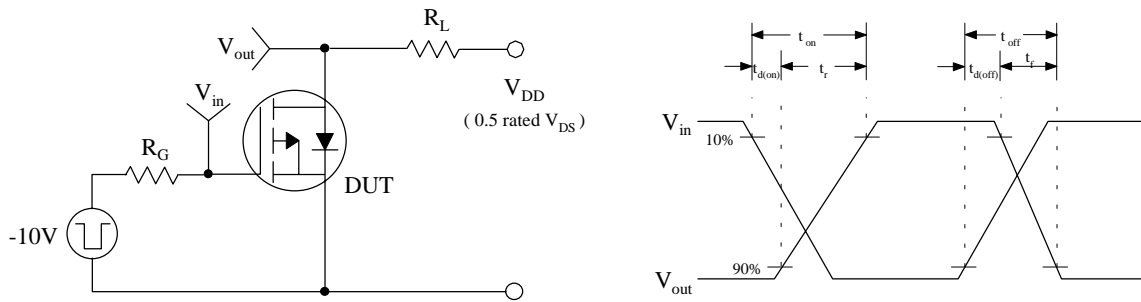 V_out
R_L
V_in
V_DD
( 0.5 rated V_DS )
R_G
DUT
-10V
t_on
t_off
t_d(on)
t_r
t_d(off)
t_f
V_in
10%
90%
V_out